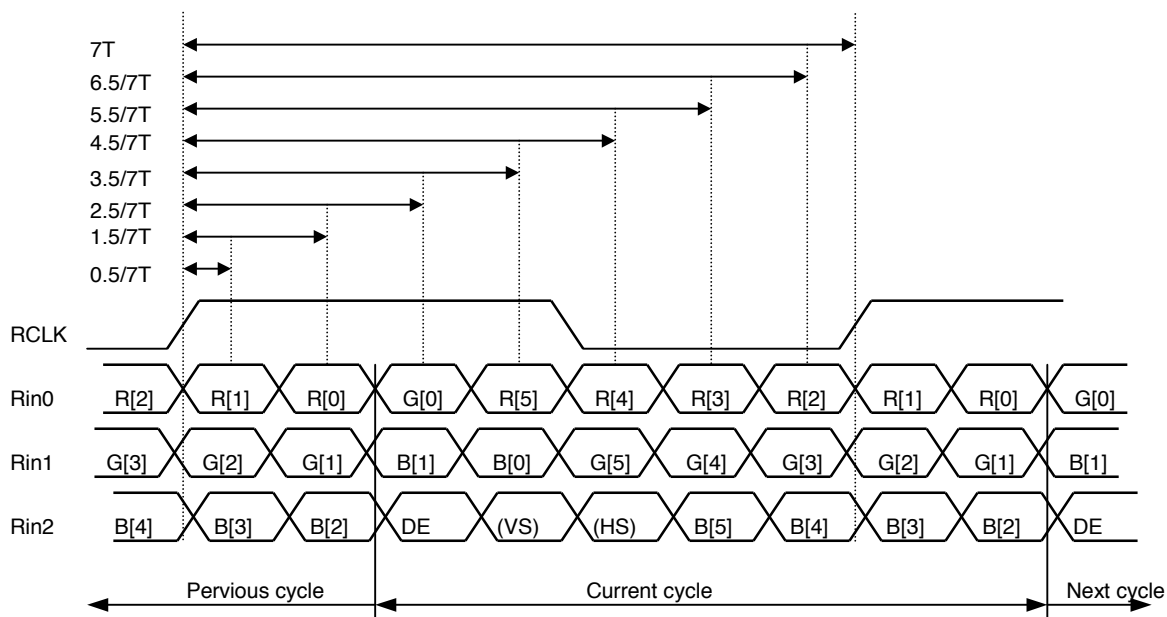 7T
6.5/7T
5.5/7T
4.5/7T
3.5/7T
2.5/7T
1.5/7T
0.5/7T
RCLK
Rin0 R[2] R[1] R[0] G[0] R[5] R[4] R[3] R[2] R[1] R[0] G[0]
Rin1 G[3] G[2] G[1] B[1] B[0] G[5] G[4] G[3] G[2] G[1] B[1]
Rin2 B[4] B[3] B[2] DE (VS) (HS) B[5] B[4] B[3] B[2] DE
Pervious cycle Current cycle Next cycle